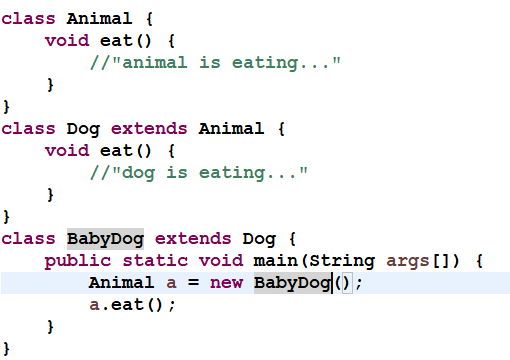 class Animal {
    void eat() {
        //"animal is eating..."
    }
}
class Dog extends Animal {
    void eat() {
        //"dog is eating..."
    }
}
class BabyDog extends Dog {
    public static void main(String args[]) {
        Animal a = new BabyDog();
        a.eat();
    }
}